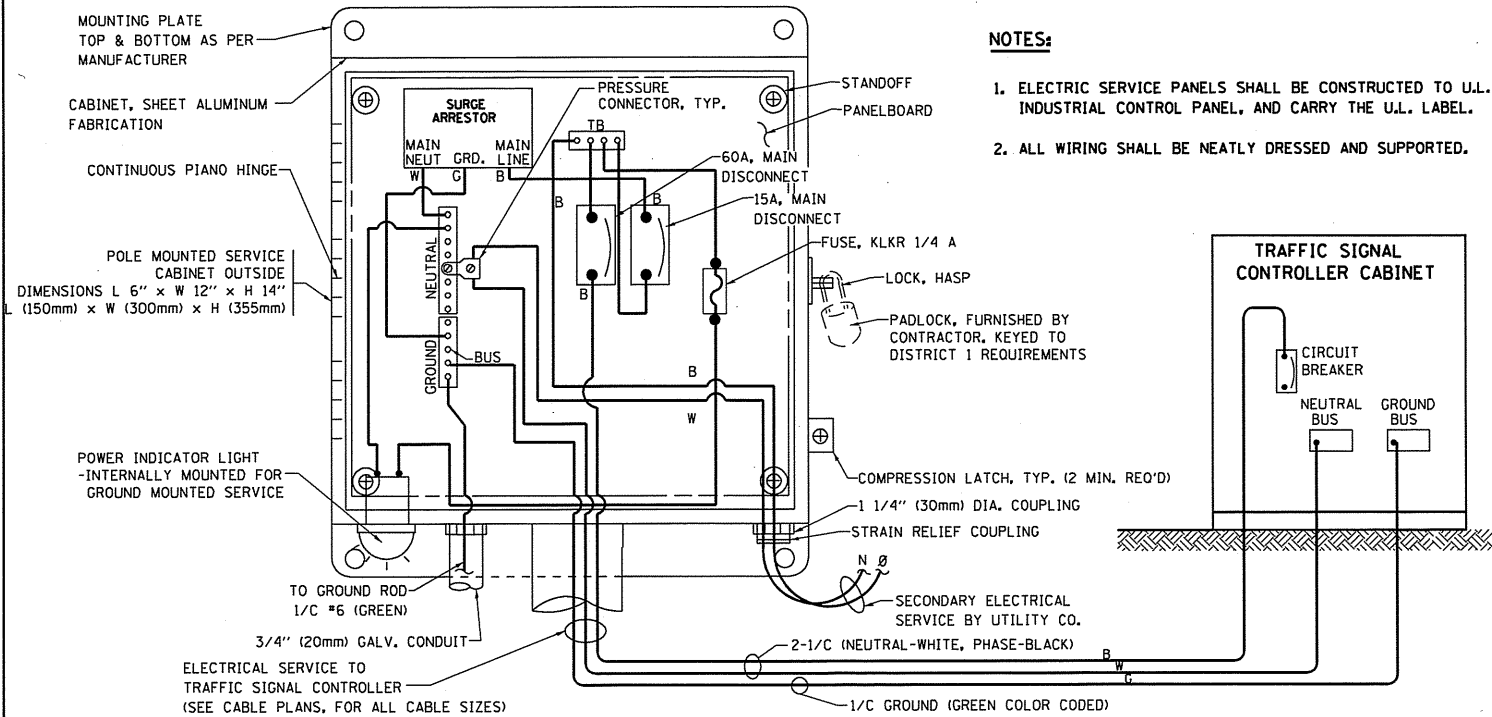 MOUNTING PLATE
TOP & BOTTOM AS PER
MANUFACTURER
CABINET, SHEET ALUMINUM
FABRICATION
CONTINUOUS PIANO HINGE
POLE MOUNTED SERVICE
CABINET OUTSIDE
DIMENSIONS L 6" x W 12" x H 14"
L (150mm) x W (300mm) x H (355mm)
POWER INDICATOR LIGHT
-INTERNALLY MOUNTED FOR
GROUND MOUNTED SERVICE
SURGE
ARRESTOR
MAIN
NEUT
GRD.
MAIN
LINE
W
G
B
PRESSURE
CONNECTOR, TYP.
TB
STANDOFF
PANELBOARD
60A, MAIN
DISCONNECT
15A, MAIN
DISCONNECT
B
B
B
NEUTRAL
GROUND
BUS
FUSE, KLKR 1/4 A
LOCK, HASP
PADLOCK, FURNISHED BY
CONTRACTOR. KEYED TO
DISTRICT 1 REQUIREMENTS
B
W
COMPRESSION LATCH, TYP. (2 MIN. REQ'D)
1 1/4" (30mm) DIA. COUPLING
STRAIN RELIEF COUPLING
N Ø
SECONDARY ELECTRICAL
SERVICE BY UTILITY CO.
TO GROUND ROD
1/C #6 (GREEN)
3/4" (20mm) GALV. CONDUIT
ELECTRICAL SERVICE TO
TRAFFIC SIGNAL CONTROLLER
(SEE CABLE PLANS, FOR ALL CABLE SIZES)
2-1/C (NEUTRAL-WHITE, PHASE-BLACK)
B
W
G
1/C GROUND (GREEN COLOR CODED)
NOTES:
1. ELECTRIC SERVICE PANELS SHALL BE CONSTRUCTED TO U.L.
INDUSTRIAL CONTROL PANEL, AND CARRY THE U.L. LABEL.
2. ALL WIRING SHALL BE NEATLY DRESSED AND SUPPORTED.
TRAFFIC SIGNAL
CONTROLLER CABINET
CIRCUIT
BREAKER
NEUTRAL
BUS
GROUND
BUS